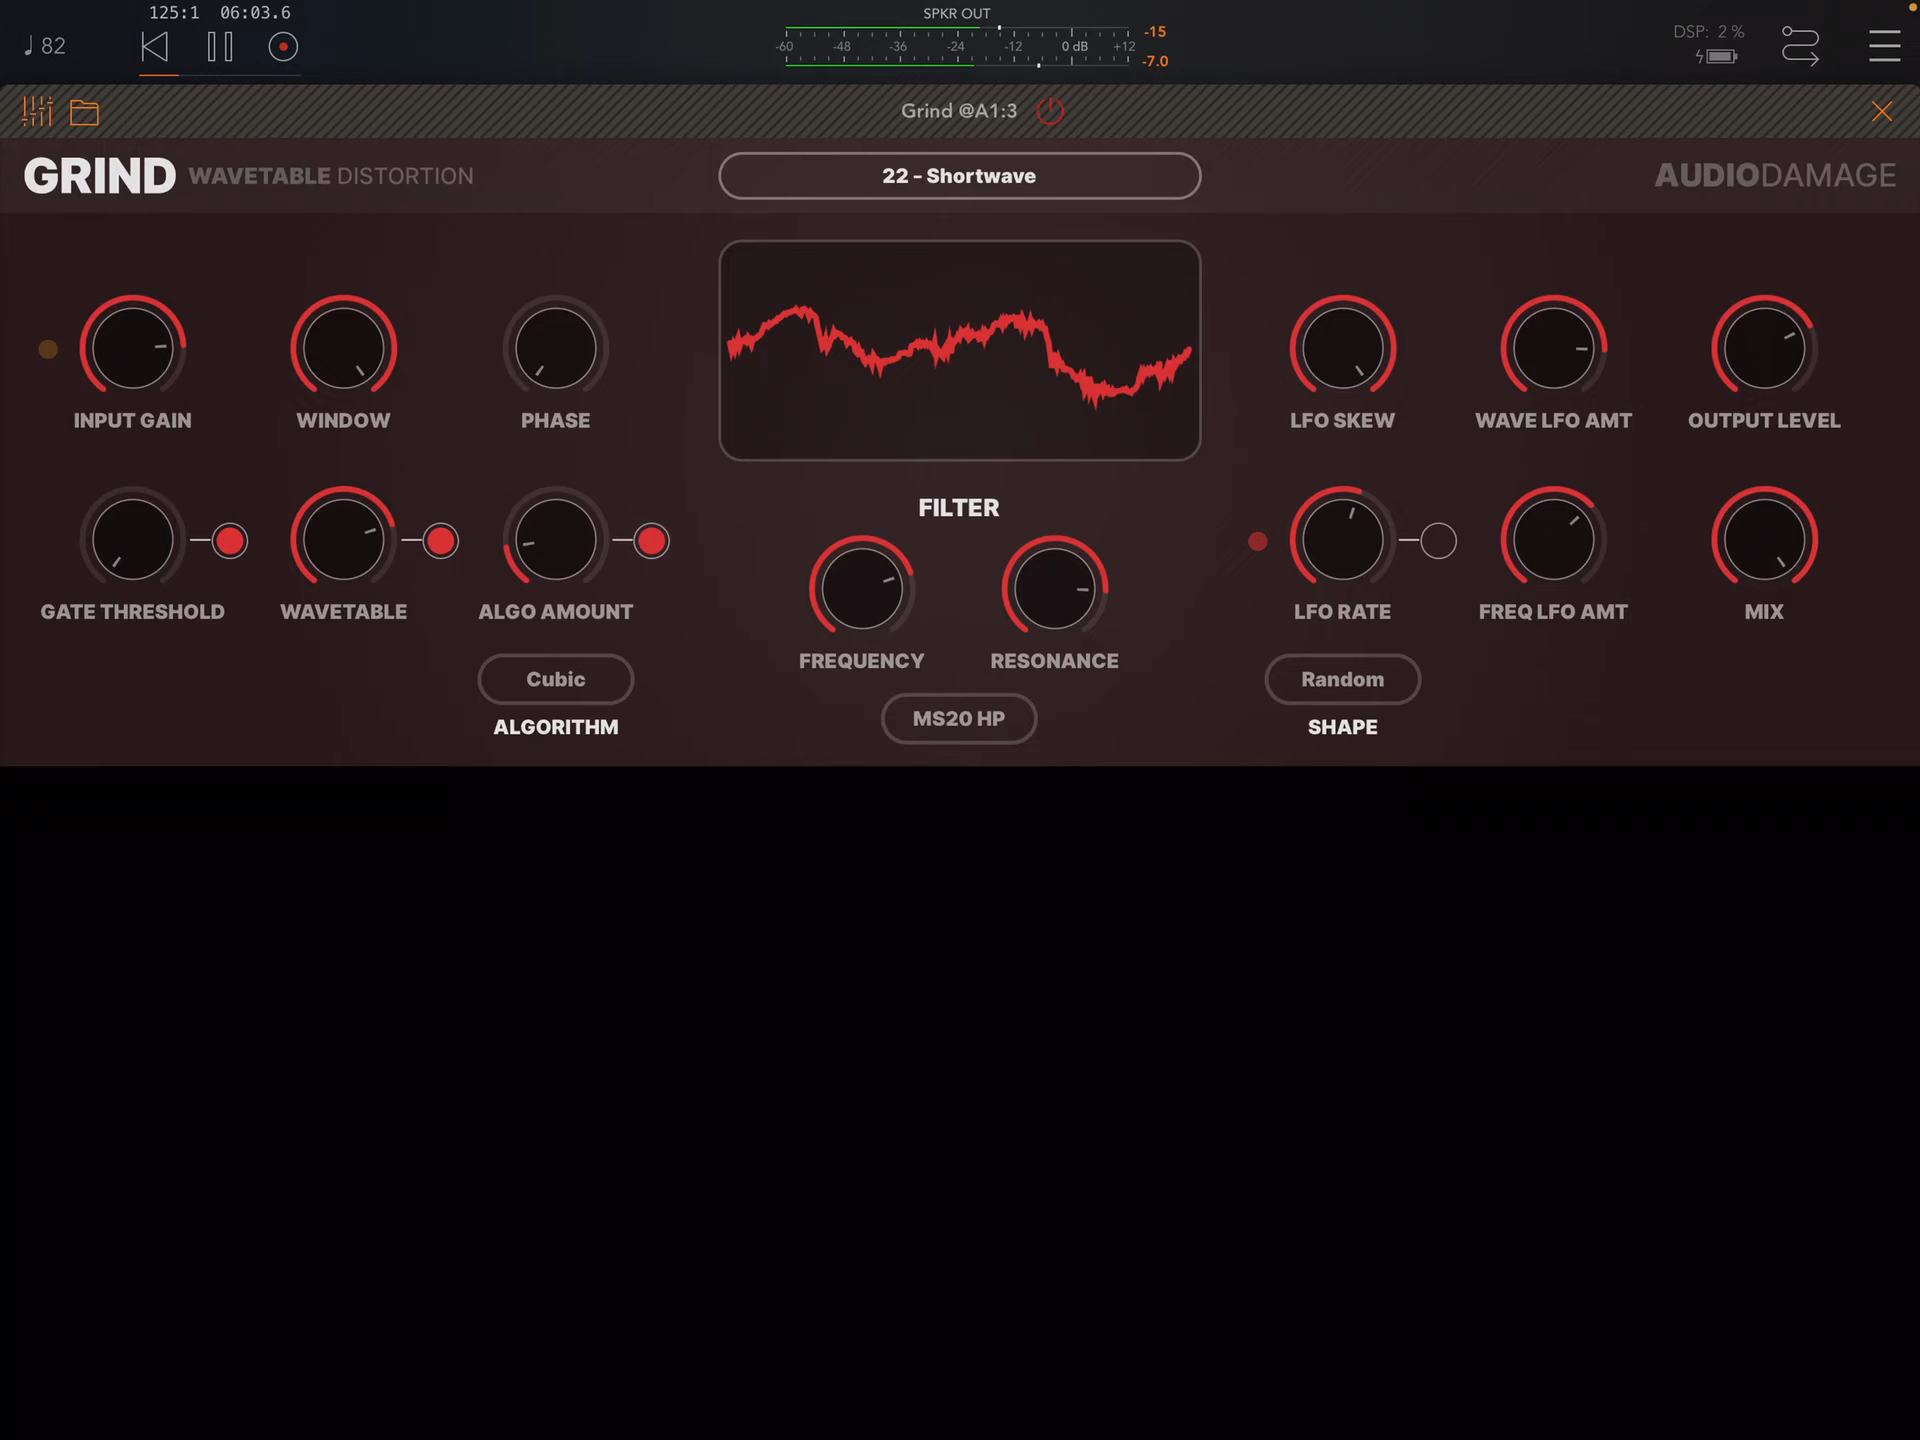 125:1 06:03.6
♩ 82
SPKR OUT
-60 -48 -36 -24 -12 0 dB +12
-15
-7.0
DSP: 2 %
Grind @A1:3
GRIND WAVETABLE DISTORTION
22 - Shortwave
AUDIODAMAGE
INPUT GAIN WINDOW PHASE
LFO SKEW WAVE LFO AMT OUTPUT LEVEL
FILTER
GATE THRESHOLD WAVETABLE ALGO AMOUNT
LFO RATE FREQ LFO AMT MIX
FREQUENCY RESONANCE
Cubic
ALGORITHM
MS20 HP
Random
SHAPE